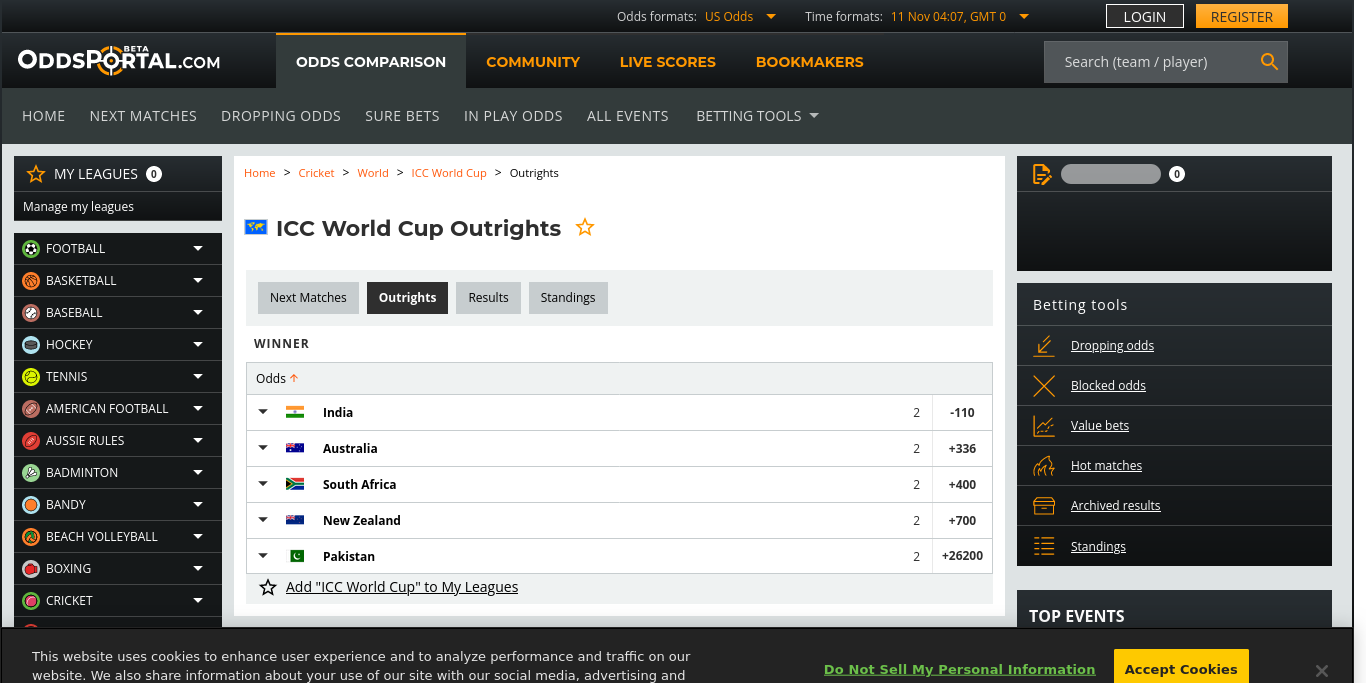 Odds formats: US Odds Time formats: 11 Nov 04:07, GMT 0 LOGIN REGISTER
ODDSPORTAL.COM BETA ODDS COMPARISON COMMUNITY LIVE SCORES BOOKMAKERS Search (team / player)
HOME NEXT MATCHES DROPPING ODDS SURE BETS IN PLAY ODDS ALL EVENTS BETTING TOOLS
MY LEAGUES 0
Manage my leagues
FOOTBALL
BASKETBALL
BASEBALL
HOCKEY
TENNIS
AMERICAN FOOTBALL
AUSSIE RULES
BADMINTON
BANDY
BEACH VOLLEYBALL
BOXING
CRICKET
Home > Cricket > World > ICC World Cup > Outrights
ICC World Cup Outrights
Next Matches Outrights Results Standings
WINNER
Odds
India 2 -110
Australia 2 +336
South Africa 2 +400
New Zealand 2 +700
Pakistan 2 +26200
Add "ICC World Cup" to My Leagues
0
Betting tools
Dropping odds
Blocked odds
Value bets
Hot matches
Archived results
Standings
TOP EVENTS
This website uses cookies to enhance user experience and to analyze performance and traffic on our
website. We also share information about your use of our site with our social media, advertising and
Do Not Sell My Personal Information Accept Cookies